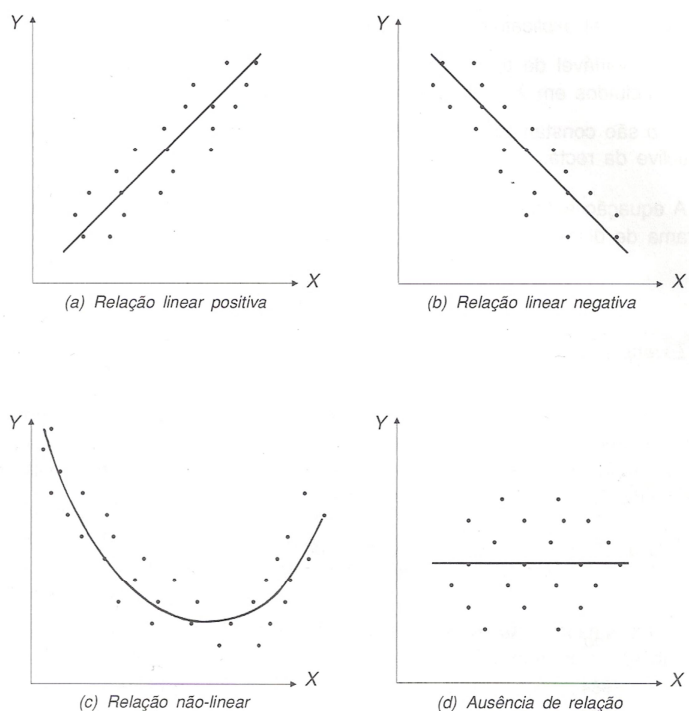 Y
X
(a) Relação linear positiva
Y
X
(b) Relação linear negativa
Y
X
(c) Relação não-linear
Y
X
(d) Ausência de relação